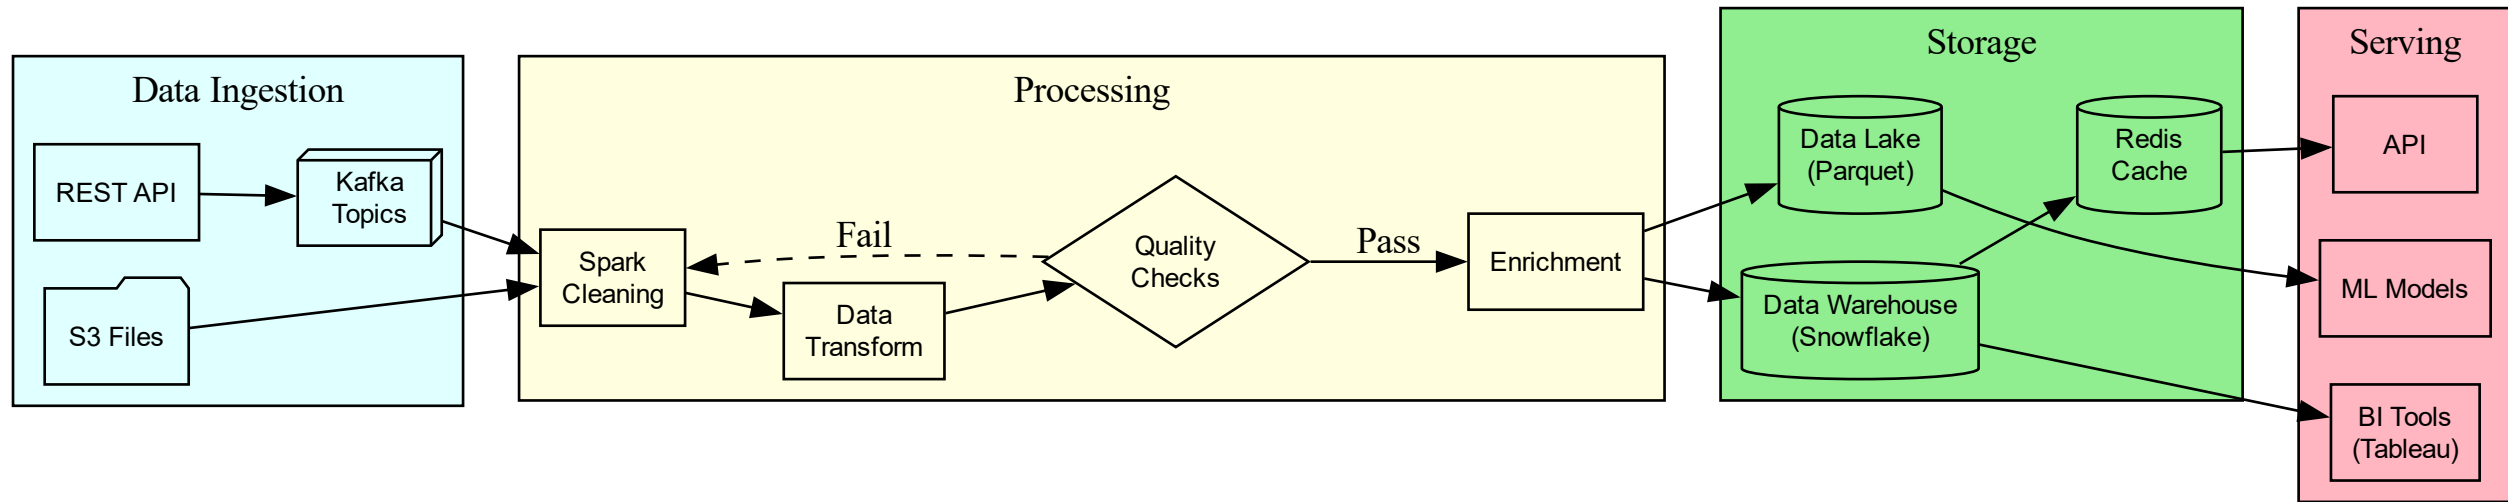 Data Ingestion
REST API
Kafka
Topics
S3 Files
Processing
Spark
Cleaning
Fail
Data
Transform
Quality
Checks
Pass
Enrichment
Storage
Data Lake
(Parquet)
Redis
Cache
Data Warehouse
(Snowflake)
Serving
API
ML Models
BI Tools
(Tableau)